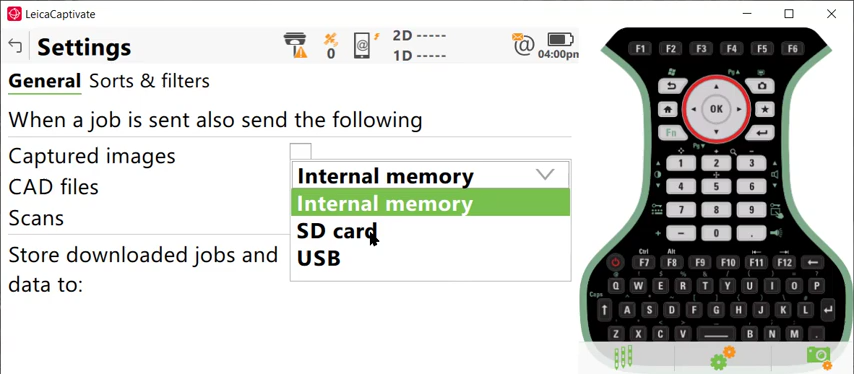 LeicaCaptivate
Settings
0
@
2D -----
1D -----
@
04:00pn
General Sorts & filters
When a job is sent also send the following
Captured images
CAD files
Scans
Store downloaded jobs and
data to:
Internal memory
Internal memory
SD card
USB
F1 F2 F3 F4 F5 F6
Pg
OK
Fn
Pg
1 2 3
4 5 6
7 8 9
+ - 0 .
Ctrl Alt
F7 F8 F9 F10 F11 F12
Q W E R T Y U I O P
Caps
A S D F G H J K L
Z X C V B N M .